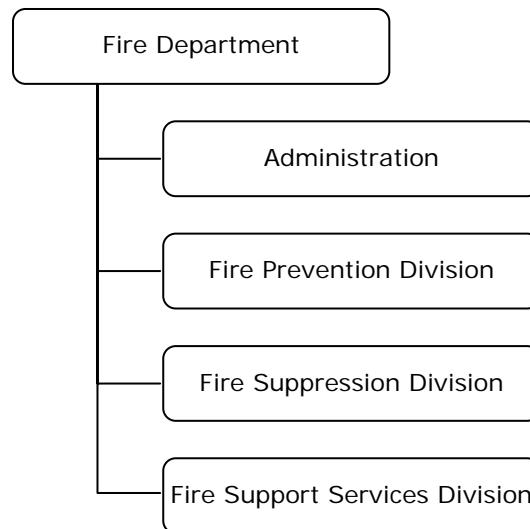 Fire Department
Administration
Fire Prevention Division
Fire Suppression Division
Fire Support Services Division